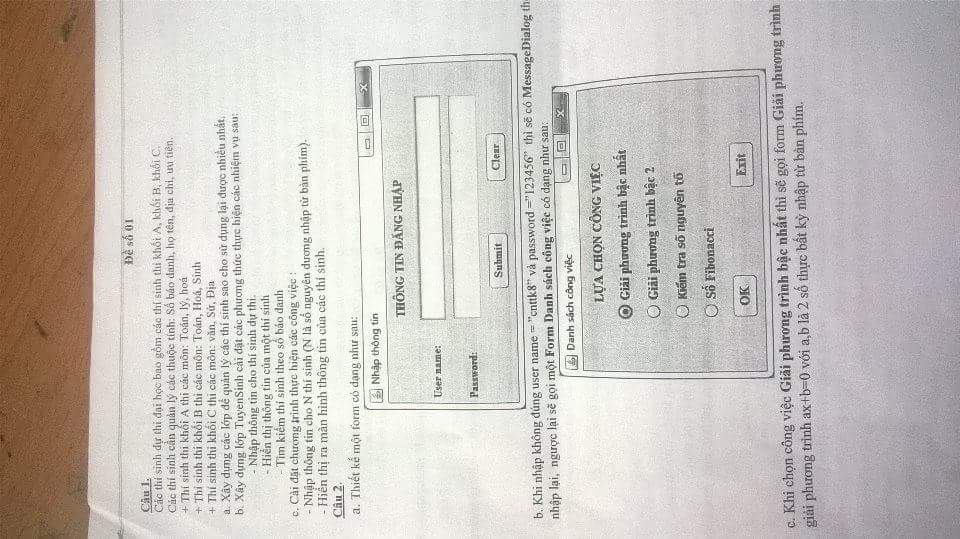 Đề số 01
Câu 1.
Các thí sinh dự thi đại học bao gồm các thí sinh thi khối A, khối B, khối C.
Các thí sinh cần quản lý các thuộc tính: Số báo danh, họ tên, địa chỉ, ưu tiên.
+ Thí sinh thi khối A thi các môn: Toán, lý, hoá
+ Thí sinh thi khối B thi các môn: Toán, Hoá, Sinh
+ Thí sinh thi khối C thi các môn: văn, Sử, Địa
a. Xây dựng các lớp để quản lý các thí sinh sao cho sử dụng lại được nhiều nhất.
b. Xây dựng lớp TuyenSinh cài đặt các phương thức thực hiện các nhiệm vụ sau:
- Nhập thông tin cho thí sinh dự thi.
- Hiển thị thông tin của một thí sinh
- Tìm kiếm thí sinh theo số báo danh
c. Cài đặt chương trình thực hiện các công việc :
- Nhập thông tin cho N thí sinh (N là số nguyên dương nhập từ bàn phím).
- Hiển thị ra màn hình thông tin của các thí sinh.
Câu 2.
a. Thiết kế một form có dạng như sau:
Nhập thông tin
THÔNG TIN ĐĂNG NHẬP
User name:
Password:
Submit Clear
b. Khi nhập không đúng user name = "cnttk8" và password ="123456" thì sẽ có MessageDialog
nhập lại, ngược lại sẽ gọi một Form Danh sách công việc có dạng như sau:
Danh sách công việc
LỰA CHỌN CÔNG VIỆC
Giải phương trình bậc nhất
Giải phương trình bậc 2
Kiểm tra số nguyên tố
Số Fibonacci
OK Exit
c. Khi chọn công việc Giải phương trình bậc nhất thì sẽ gọi form Giải phương trình
giải phương trình ax+b=0 với a,b là 2 số thực bất kỳ nhập từ bàn phím.